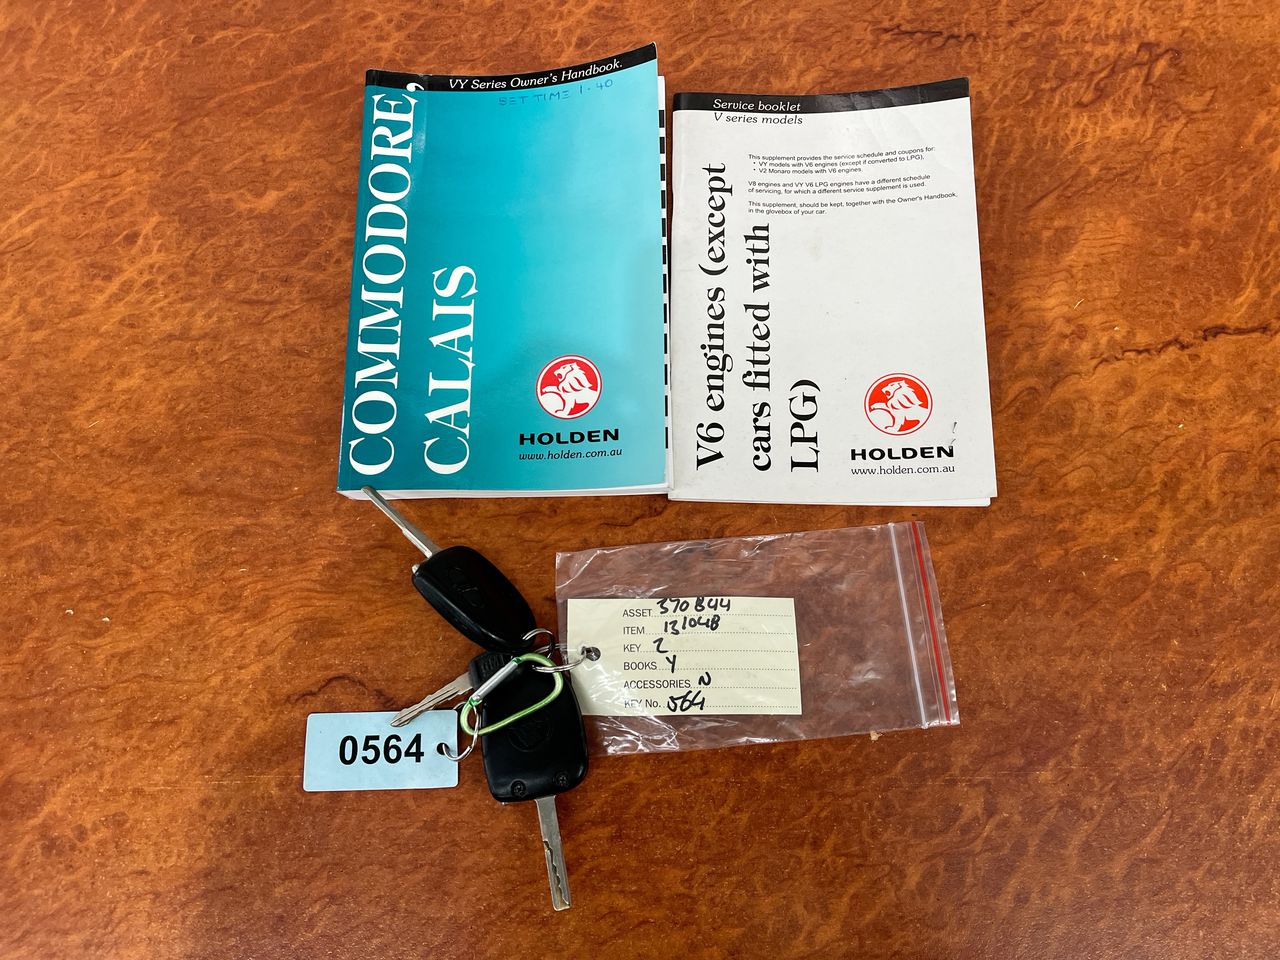 VY Series Owner's Handbook.
SET TIME 1.40
COMMODORE,
CALAIS
HOLDEN
www.holden.com.au
Service booklet
V series models
This supplement provides the service schedule and coupons for:
• VY models with V6 engines (except if converted to LPG),
• V2 Monaro models with V6 engines.
V8 engines and VY V6 LPG engines have a different schedule
of servicing, for which a different service supplement is used.
This supplement, should be kept, together with the Owner's Handbook,
in the glovebox of your car.
V6 engines (except
cars fitted with
LPG)
HOLDEN
www.holden.com.au
ASSET 390844
ITEM 131048
KEY 2
BOOKS Y
ACCESSORIES N
KEY No. 564
0564